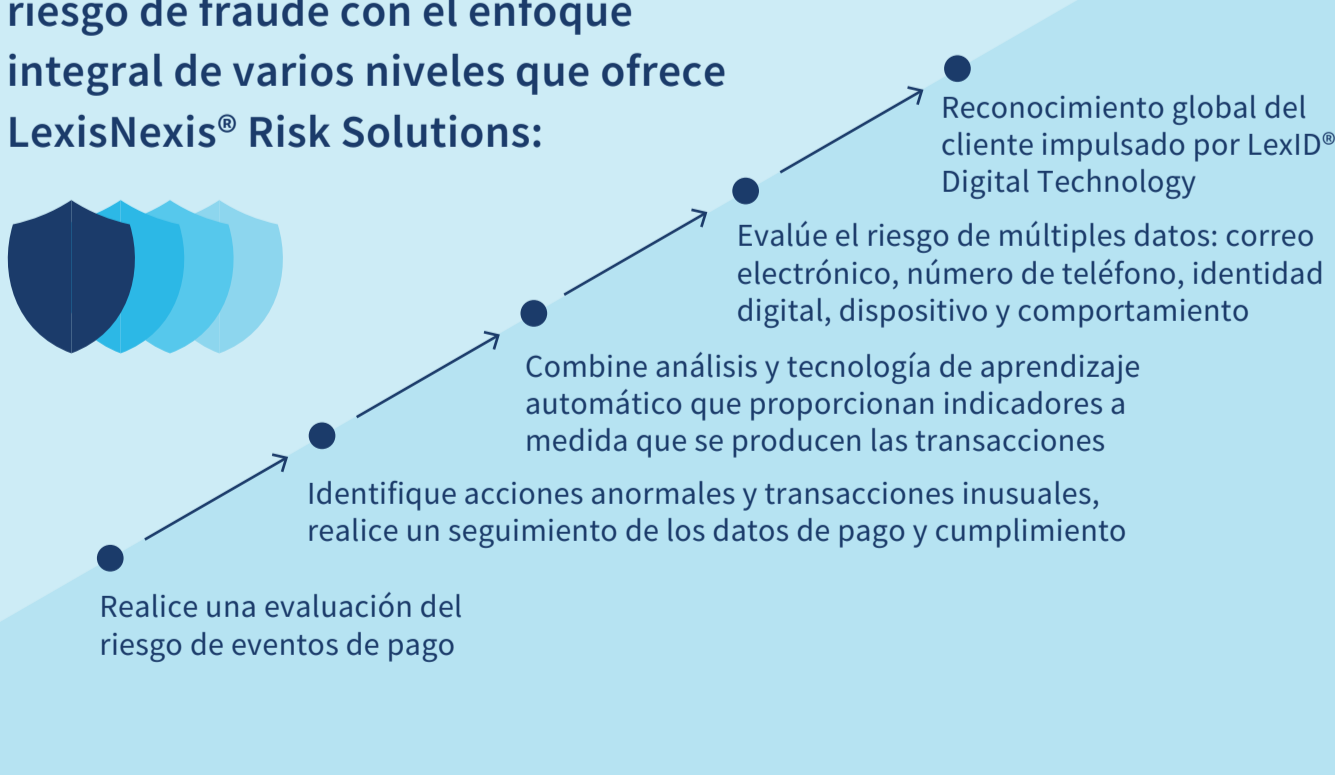 riesgo de fraude con el enfoque
integral de varios niveles que ofrece
LexisNexis® Risk Solutions:
Reconocimiento global del
cliente impulsado por LexID®
Digital Technology
Evalúe el riesgo de múltiples datos: correo
electrónico, número de teléfono, identidad
digital, dispositivo y comportamiento
Combine análisis y tecnología de aprendizaje
automático que proporcionan indicadores a
medida que se producen las transacciones
Identifique acciones anormales y transacciones inusuales,
realice un seguimiento de los datos de pago y cumplimiento
Realice una evaluación del
riesgo de eventos de pago